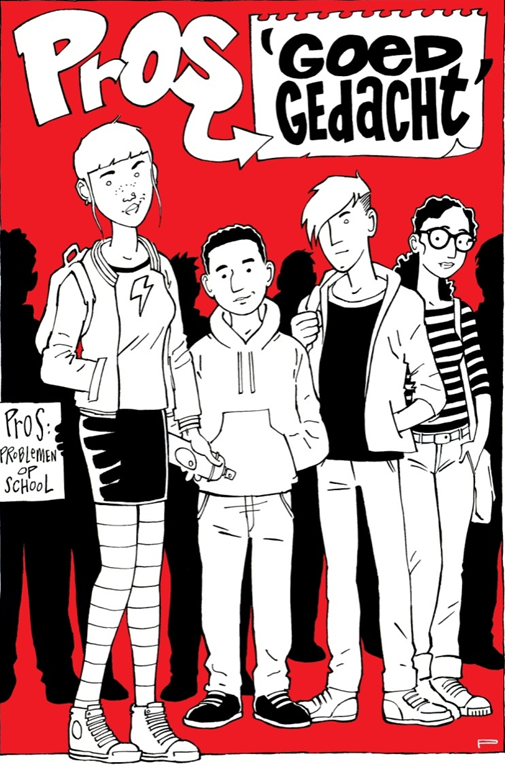 Pros
'GOED
GEDACHT'
ProS:
PROBLEMEN
OP
SCHOOL
P